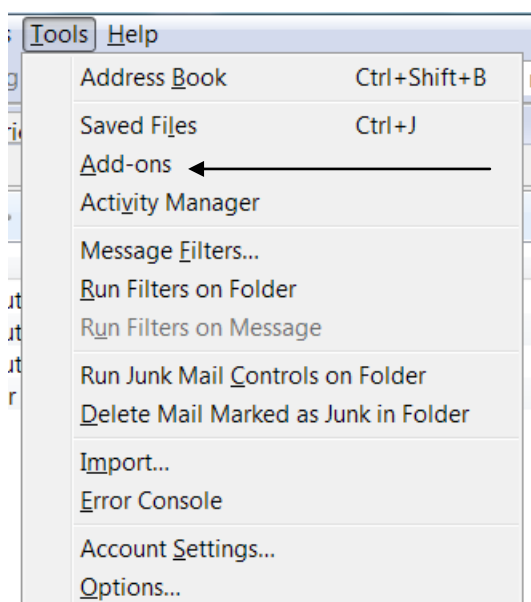 Tools Help
Address Book Ctrl+Shift+B
Saved Files Ctrl+J
Add-ons
Activity Manager
Message Filters...
Run Filters on Folder
Run Filters on Message
Run Junk Mail Controls on Folder
Delete Mail Marked as Junk in Folder
Import...
Error Console
Account Settings...
Options...